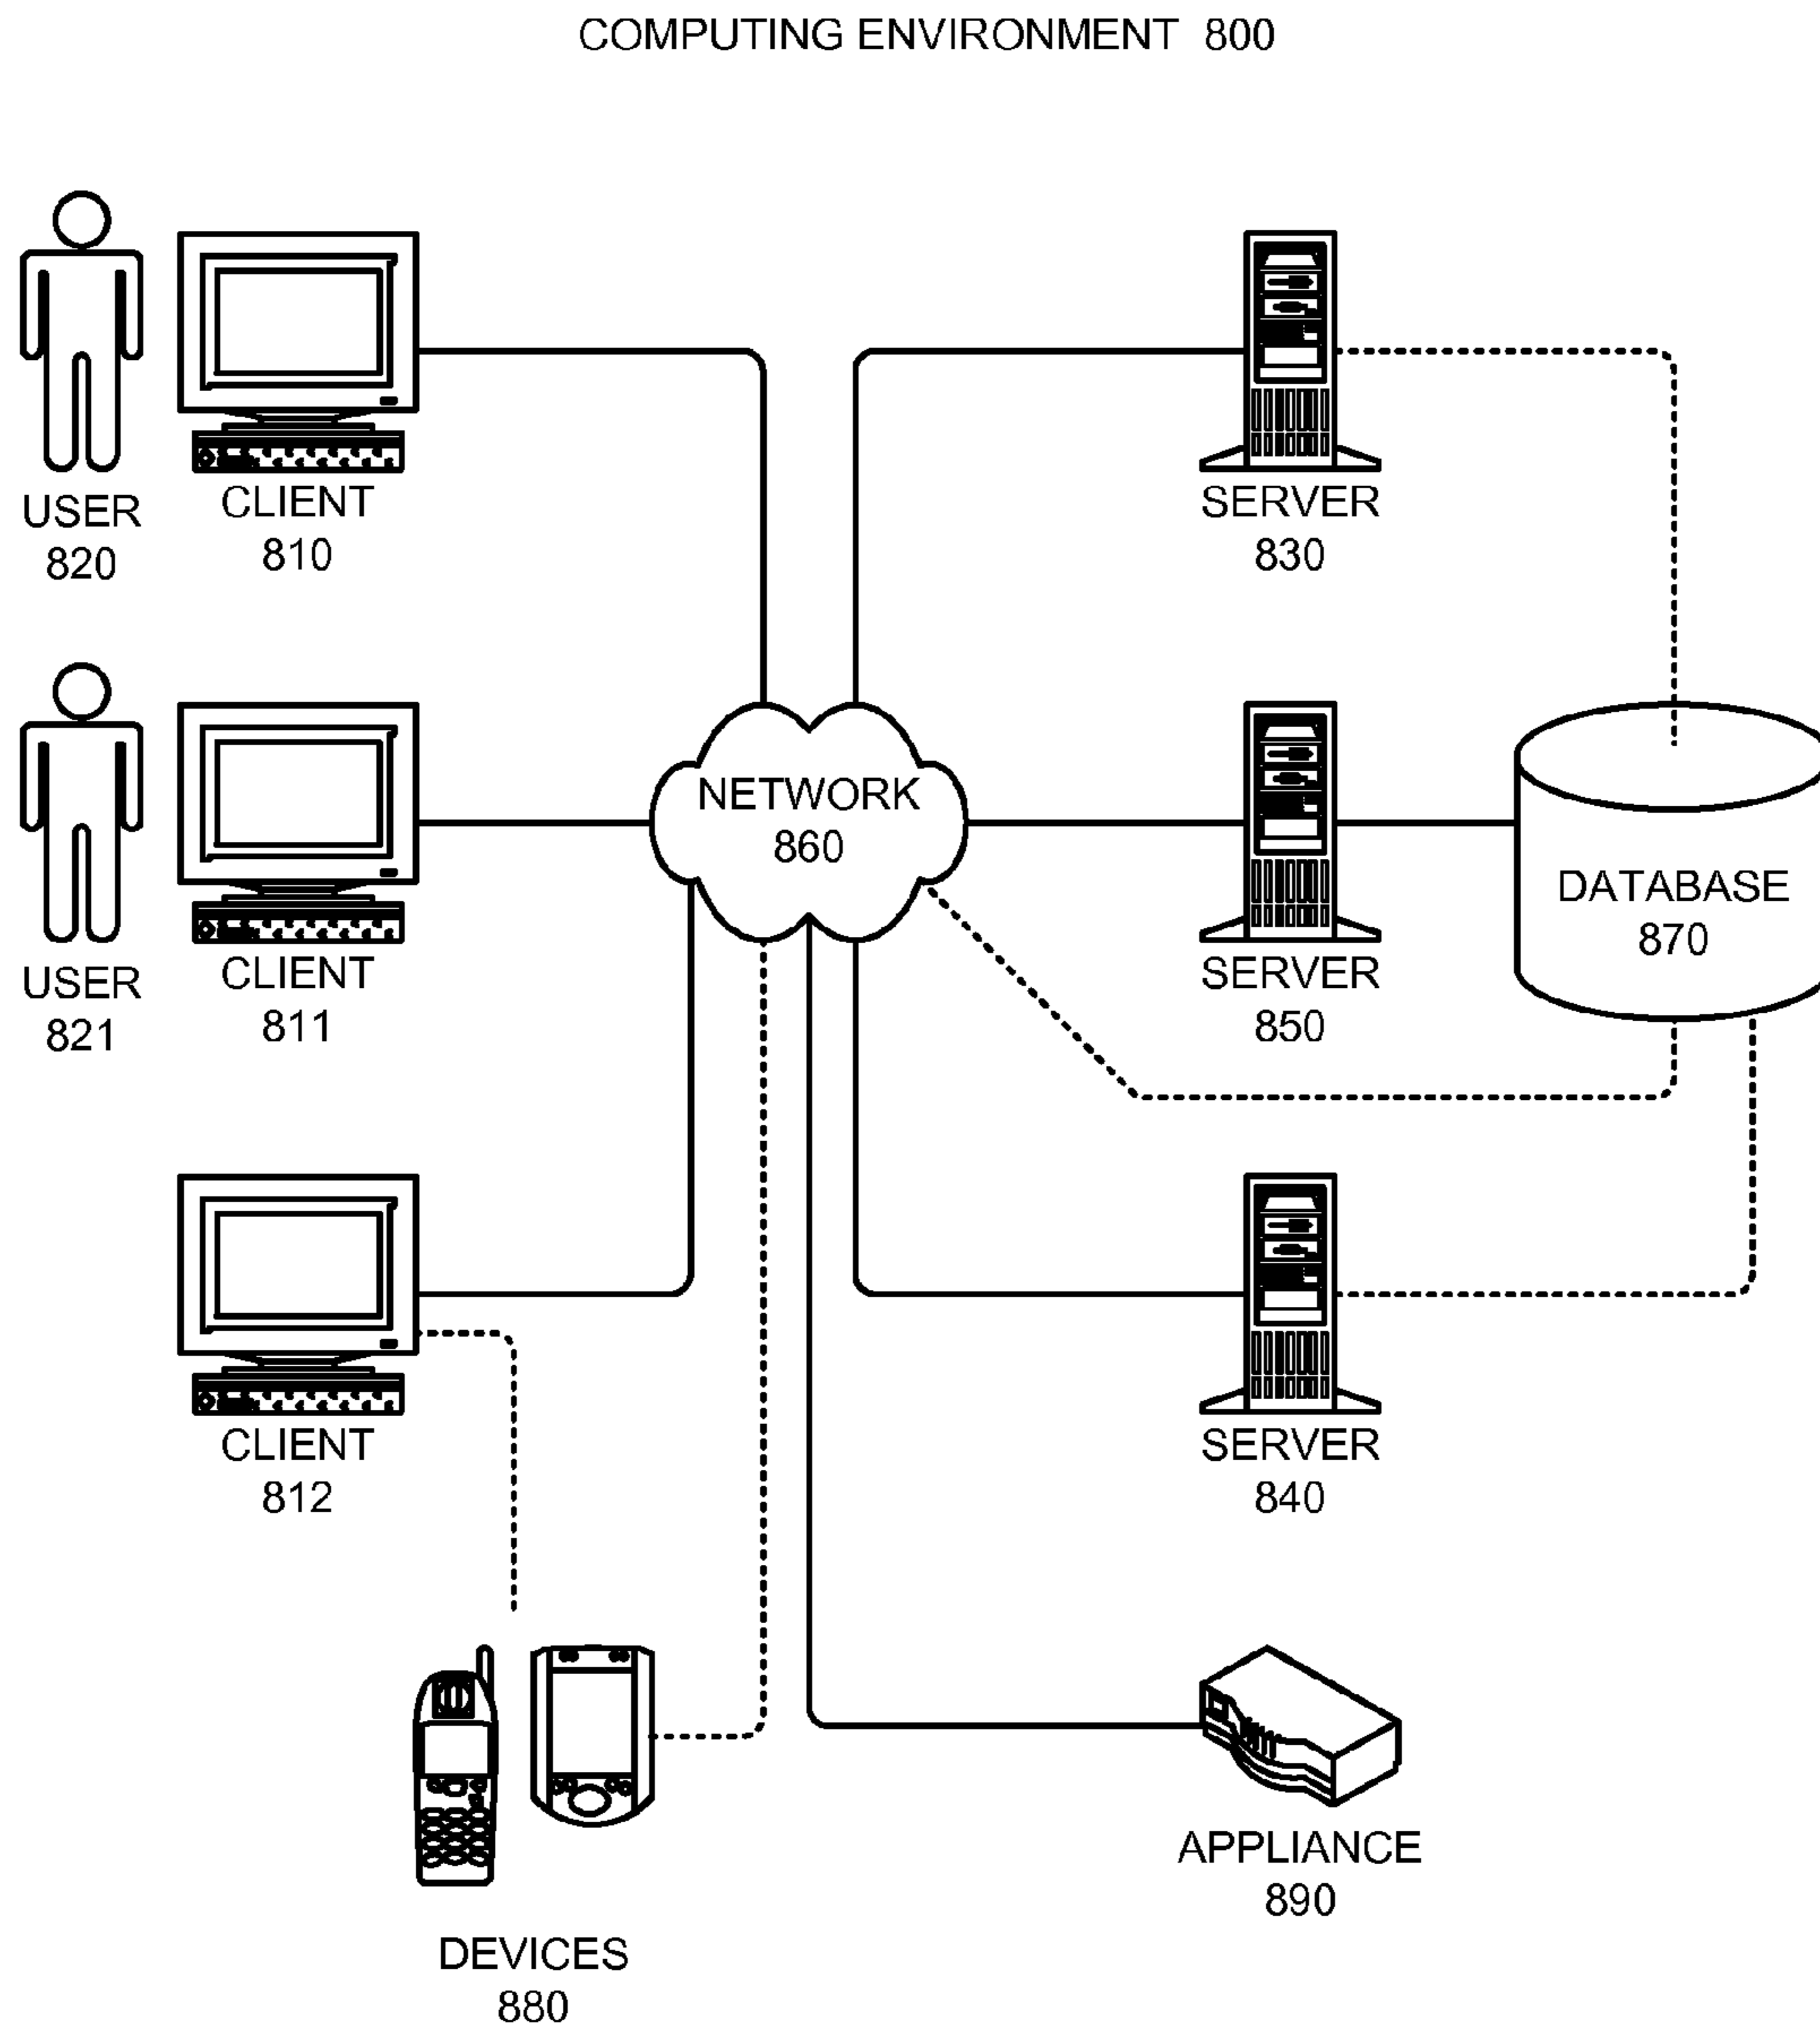 COMPUTING ENVIRONMENT 800
USER
820
CLIENT
810
SERVER
830
NETWORK
860
USER
821
CLIENT
811
SERVER
850
DATABASE
870
CLIENT
812
SERVER
840
DEVICES
880
APPLIANCE
890